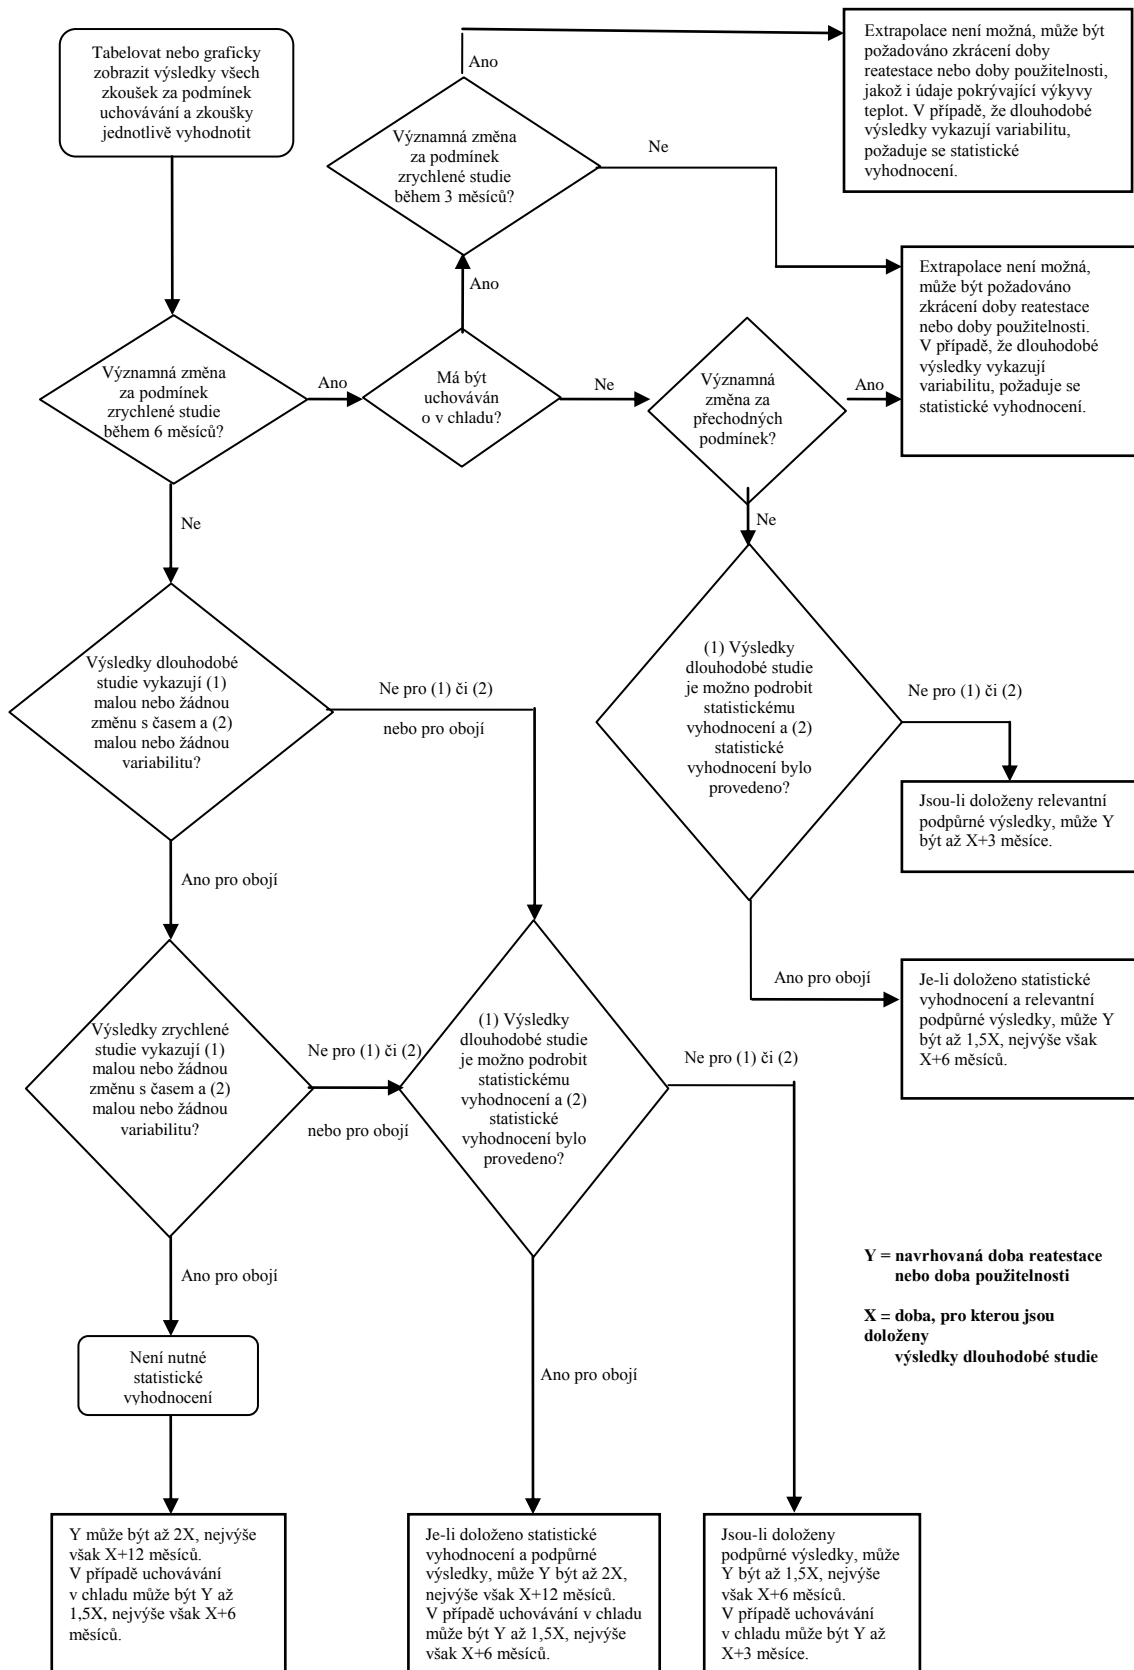 Tabelovat nebo graficky
zobrazit výsledky všech
zkoušek za podmínek
uchovávání a zkoušky
jednotlivě vyhodnotit
Ano
Významná změna
za podmínek
zrychlené studie
během 3 měsíců?
Ne
Extrapolace není možná, může být
požadováno zkrácení doby
reatestace nebo doby použitelnosti,
jakož i údaje pokrývající výkyvy
teplot. V případě, že dlouhodobé
výsledky vykazují variabilitu,
požaduje se statistické
vyhodnocení.
Ano
Extrapolace není možná,
může být požadováno
zkrácení doby reatestace
nebo doby použitelnosti.
V případě, že dlouhodobé
výsledky vykazují
variabilitu, požaduje se
statistické vyhodnocení.
Významná změna
za podmínek
zrychlené studie
během 6 měsíců?
Ano
Má být
uchováván
o v chladu?
Ne
Významná
změna za
přechodných
podmínek?
Ano
Ne
Ne
Výsledky dlouhodobé
studie vykazují (1)
malou nebo žádnou
změnu s časem a (2)
malou nebo žádnou
variabilitu?
Ne pro (1) či (2)
nebo pro obojí
(1) Výsledky
dlouhodobé studie
je možno podrobit
statistickému
vyhodnocení a (2)
statistické
vyhodnocení bylo
provedeno?
Ne pro (1) či (2)
Jsou-li doloženy relevantní
podpůrné výsledky, může Y
být až X+3 měsíce.
Ano pro obojí
Ano pro obojí
Je-li doloženo statistické
vyhodnocení a relevantní
podpůrné výsledky, může Y
být až 1,5X, nejvýše však
X+6 měsíců.
Výsledky zrychlené
studie vykazují (1)
malou nebo žádnou
změnu s časem a (2)
malou nebo žádnou
variabilitu?
Ne pro (1) či (2)
nebo pro obojí
(1) Výsledky
dlouhodobé studie
je možno podrobit
statistickému
vyhodnocení a (2)
statistické
vyhodnocení bylo
provedeno?
Ne pro (1) či (2)
Y = navrhovaná doba reatestace
nebo doba použitelnosti
X = doba, pro kterou jsou
doloženy
výsledky dlouhodobé studie
Ano pro obojí
Není nutné
statistické
vyhodnocení
Ano pro obojí
Y může být až 2X, nejvýše
však X+12 měsíců.
V případě uchovávání
v chladu může být Y až
1,5X, nejvýše však X+6
měsíců.
Je-li doloženo statistické
vyhodnocení a podpůrné
výsledky, může Y být až 2X,
nejvýše však X+12 měsíců.
V případě uchovávání v chladu
může být Y až 1,5X, nejvýše
však X+6 měsíců.
Jsou-li doloženy
podpůrné výsledky, může
Y být až 1,5X, nejvýše
však X+6 měsíců.
V případě uchovávání
v chladu může být Y až
X+3 měsíce.